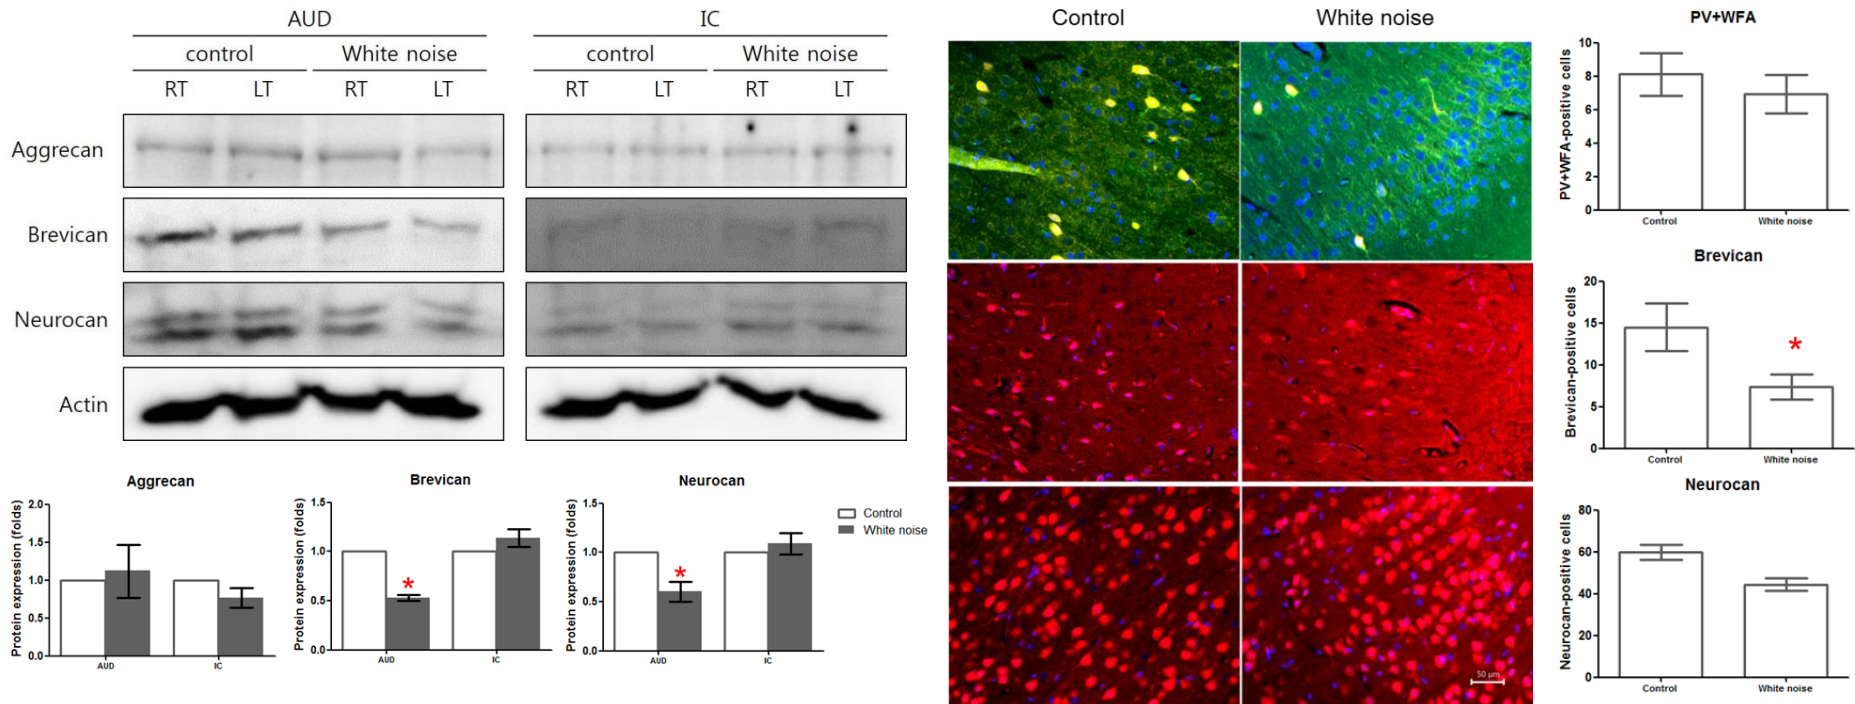 AUD
control
White noise
RT
LT
RT
LT
IC
control
White noise
RT
LT
RT
LT
Aggrecan
Brevican
Neurocan
Actin
Aggrecan
Protein expression (folds)
2.0
1.5
1.0
0.5
0.0
AUD
IC
Brevican
Protein expression (folds)
1.5
1.0
0.5
0.0
*
AUD
IC
Neurocan
Protein expression (folds)
1.5
1.0
0.5
0.0
*
AUD
IC
Control
White noise
Control
White noise
50 μm
PV+WFA
PV+WFA-positive cells
10
8
6
4
2
0
Control
White noise
Brevican
Brevican-positive cells
20
15
10
5
0
*
Control
White noise
Neurocan
Neurocan-positive cells
80
60
40
20
0
Control
White noise